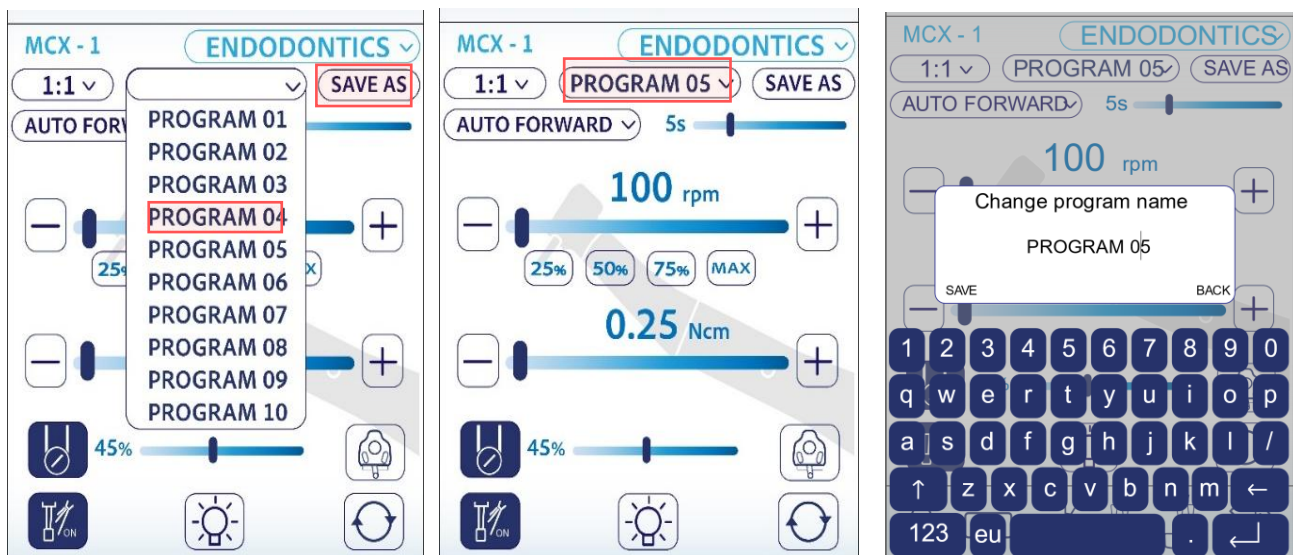 MCX - 1 ENDODONTICS
1:1 SAVE AS
AUTO FORW
PROGRAM 01
PROGRAM 02
PROGRAM 03
PROGRAM 04
PROGRAM 05
PROGRAM 06
PROGRAM 07
PROGRAM 08
PROGRAM 09
PROGRAM 10
25% X
45%
ON
MCX - 1 ENDODONTICS
1:1 PROGRAM 05 SAVE AS
AUTO FORWARD 5s
100 rpm
25% 50% 75% MAX
0.25 Ncm
45%
ON
MCX - 1 ENDODONTICS
1:1 PROGRAM 05 SAVE AS
AUTO FORWARD 5s
100 rpm
Change program name
PROGRAM 05
SAVE BACK
1 2 3 4 5 6 7 8 9 0
q w e r t y u i o p
a s d f g h j k l /
↑ z x c v b n m ←
123 eu .